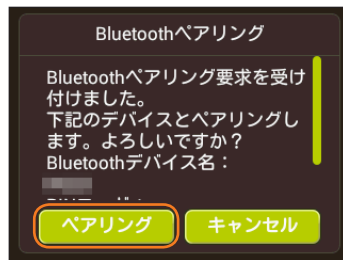 Bluetoothペアリング
Bluetoothペアリング要求を受け
付けました。
下記のデバイスとペアリングし
ます。よろしいですか？
Bluetoothデバイス名：
ペアリング
キャンセル